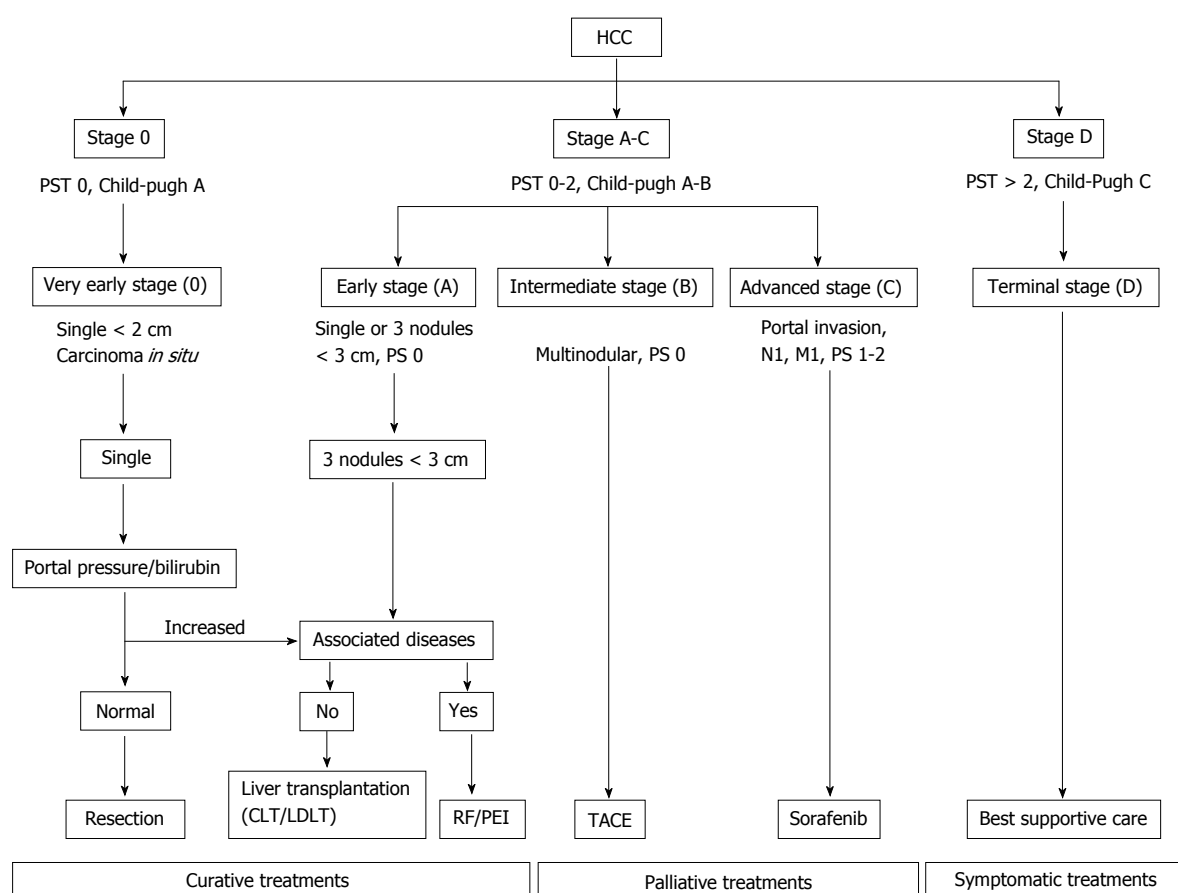 HCC
Stage 0
Stage A-C
Stage D
PST 0, Child-pugh A
PST 0-2, Child-pugh A-B
PST > 2, Child-Pugh C
Very early stage (0)
Early stage (A)
Intermediate stage (B)
Advanced stage (C)
Terminal stage (D)
Single < 2 cm
Carcinoma in situ
Single or 3 nodules
< 3 cm, PS 0
Multinodular, PS 0
Portal invasion,
N1, M1, PS 1-2
Single
3 nodules < 3 cm
Portal pressure/bilirubin
Increased
Associated diseases
Normal
No
Yes
Resection
Liver transplantation
(CLT/LDLT)
RF/PEI
TACE
Sorafenib
Best supportive care
Curative treatments
Palliative treatments
Symptomatic treatments